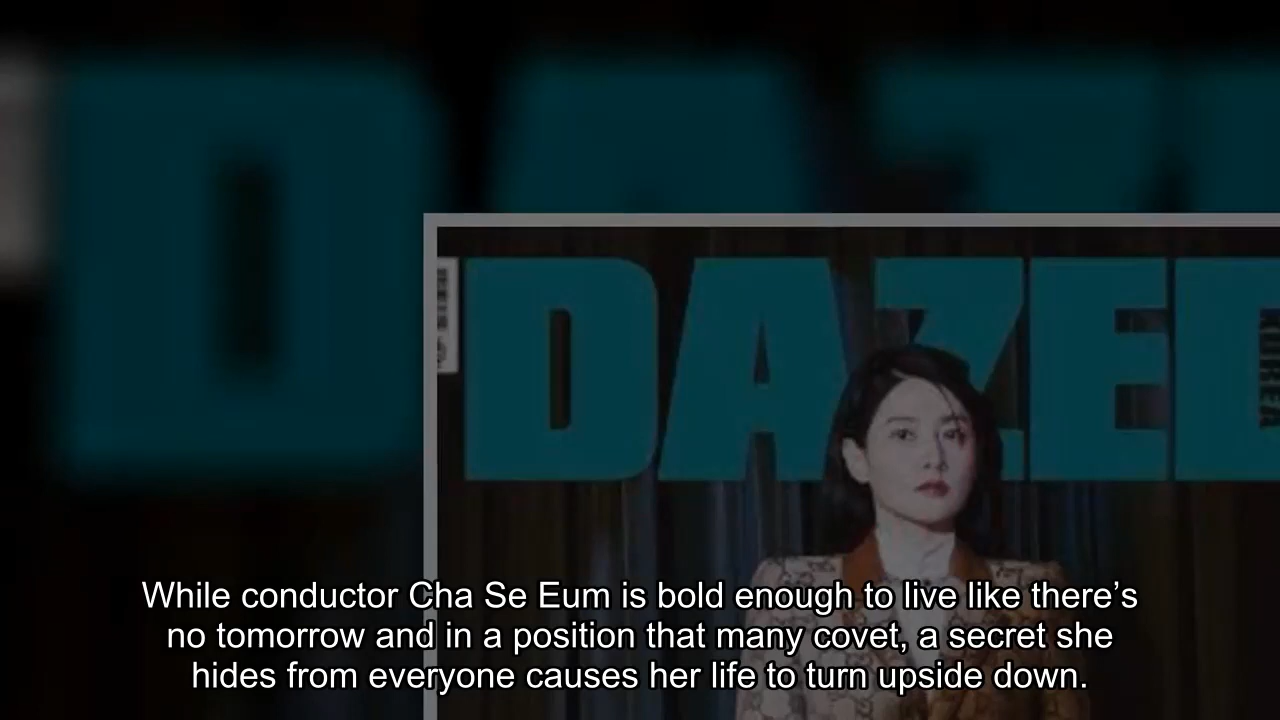 DAZED
KOREA
While conductor Cha Se Eum is bold enough to live like there’s
no tomorrow and in a position that many covet, a secret she
hides from everyone causes her life to turn upside down.